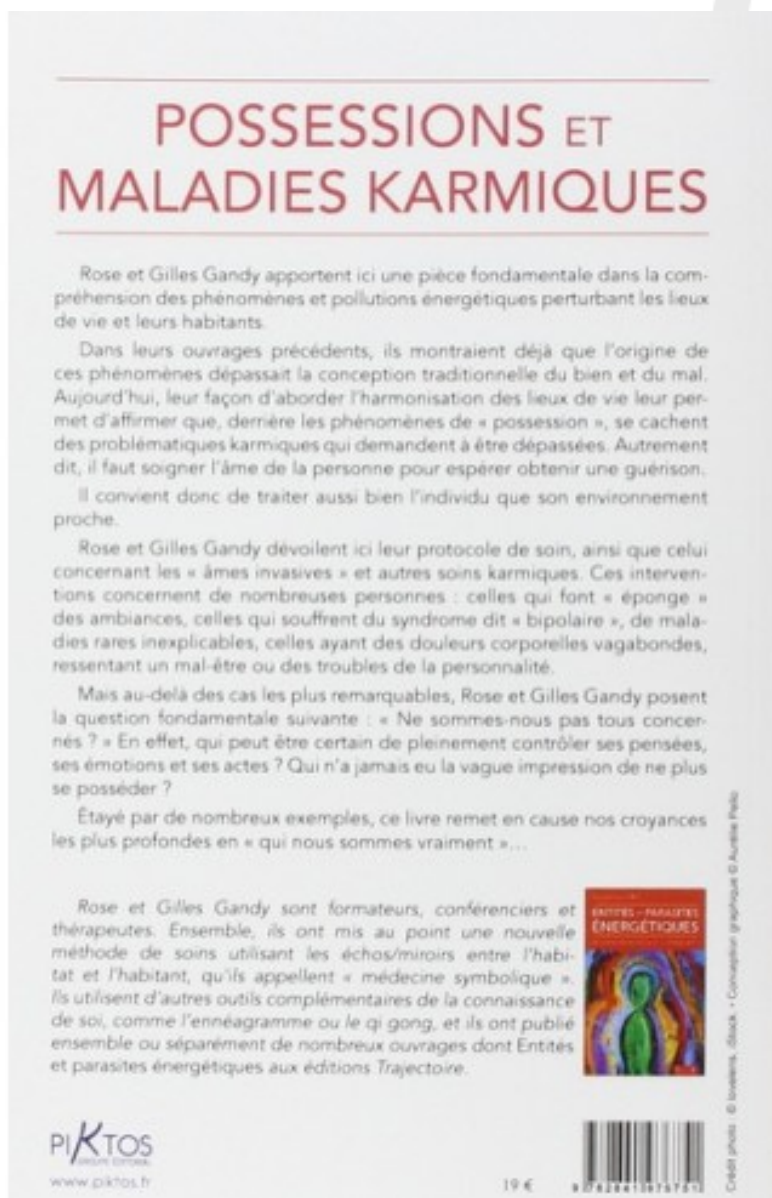 POSSESSIONS ET
MALADIES KARMIQUES
Rose et Gilles Gandy apportent ici une pièce fondamentale dans la com-
préhension des phénomènes et pollutions énergétiques perturbant les lieux
de vie et leurs habitants.
Dans leurs ouvrages précédents, ils montraient déjà que l'origine de
ces phénomènes dépassait la conception traditionnelle du bien et du mal.
Aujourd'hui, leur façon d'aborder l'harmonisation des lieux de vie leur per-
met d'affirmer que, derrière les phénomènes de « possession », se cachent
des problématiques karmiques qui demandent à être dépassées. Autrement
dit, il faut soigner l'âme de la personne pour espérer obtenir une guérison.
Il convient donc de traiter aussi bien l'individu que son environnement
proche.
Rose et Gilles Gandy dévoilent ici leur protocole de soin, ainsi que celui
concernant les « âmes invasives » et autres soins karmiques. Ces interven-
tions concernent de nombreuses personnes : celles qui font « éponge »
des ambiances, celles qui souffrent du syndrome dit « bipolaire », de mala-
dies rares inexplicables, celles ayant des douleurs corporelles vagabondes,
ressentant un mal-être ou des troubles de la personnalité.
Mais au-delà des cas les plus remarquables, Rose et Gilles Gandy posent
la question fondamentale suivante : « Ne sommes-nous pas tous concer-
nés ? » En effet, qui peut être certain de pleinement contrôler ses pensées,
ses émotions et ses actes ? Qui n'a jamais eu la vague impression de ne plus
se posséder ?
Étayé par de nombreux exemples, ce livre remet en cause nos croyances
les plus profondes en « qui nous sommes vraiment »...
Rose et Gilles Gandy sont formateurs, conférenciers et
thérapeutes. Ensemble, ils ont mis au point une nouvelle
méthode de soins utilisant les échos/miroirs entre l'habi-
tat et l'habitant, qu'ils appellent « médecine symbolique ».
Ils utilisent d'autres outils complémentaires de la connaissance
de soi, comme l'ennéagramme ou le qi gong, et ils ont publié
ensemble ou séparément de nombreux ouvrages dont Entités
et parasites énergétiques aux éditions Trajectoire.
ENTITÉS - PARASITES
ÉNERGÉTIQUES
PIKTOS
GROUPE ÉDITORIAL
www.piktos.fr
19 €
Crédit photo : © lovelens, iStock • Conception graphique © Aurélie